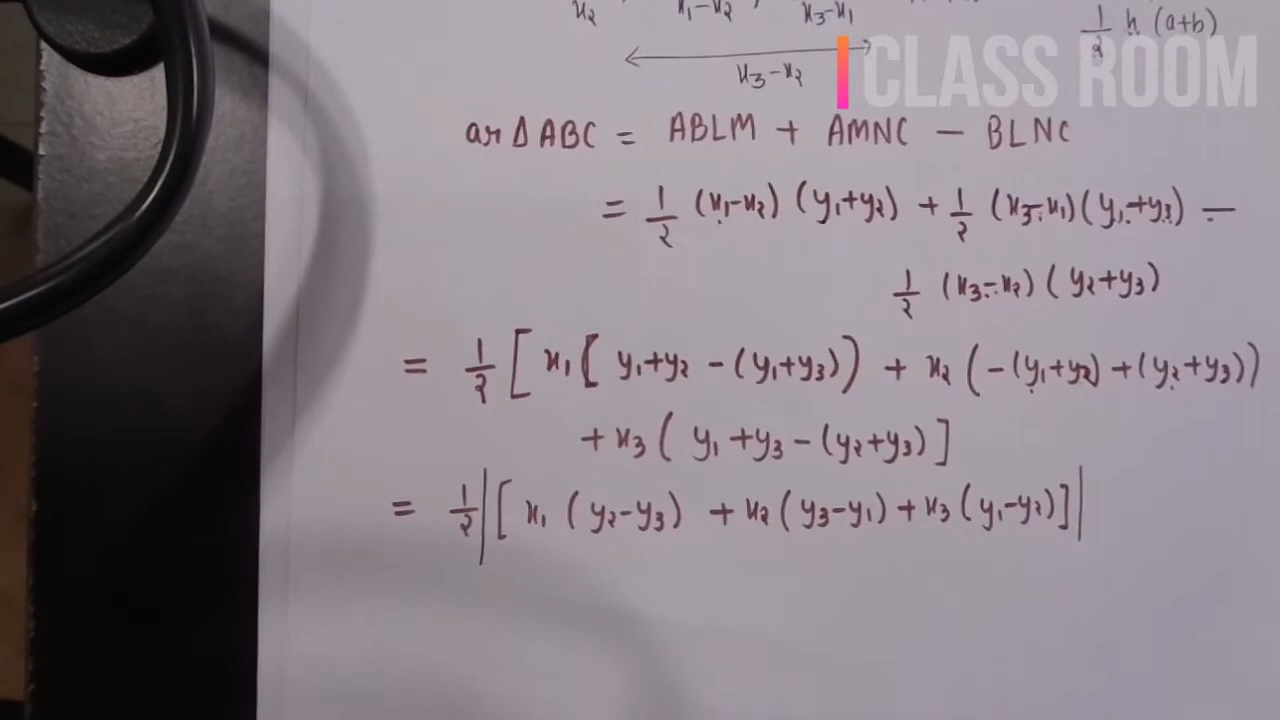 x₂ x₁-x₂ x₃-x₁
1/2 h (a+b)
x₃-x₂
CLASS ROOM
ar Δ ABC = ABLM + AMNC - BLNC
= 1/2 (x₁-x₂) (y₁+y₂) + 1/2 (x₃-x₁)(y₁+y₃) -
1/2 (x₃-x₂) (y₂+y₃)
= 1/2 [ x₁ [ y₁+y₂ - (y₁+y₃)) + x₂ (-(y₁+y₂) +(y₂+y₃))
+ x₃ ( y₁ +y₃ - (y₂+y₃) ]
= 1/2 |[ x₁ (y₂-y₃) + x₂ (y₃-y₁) + x₃ (y₁-y₂)]|